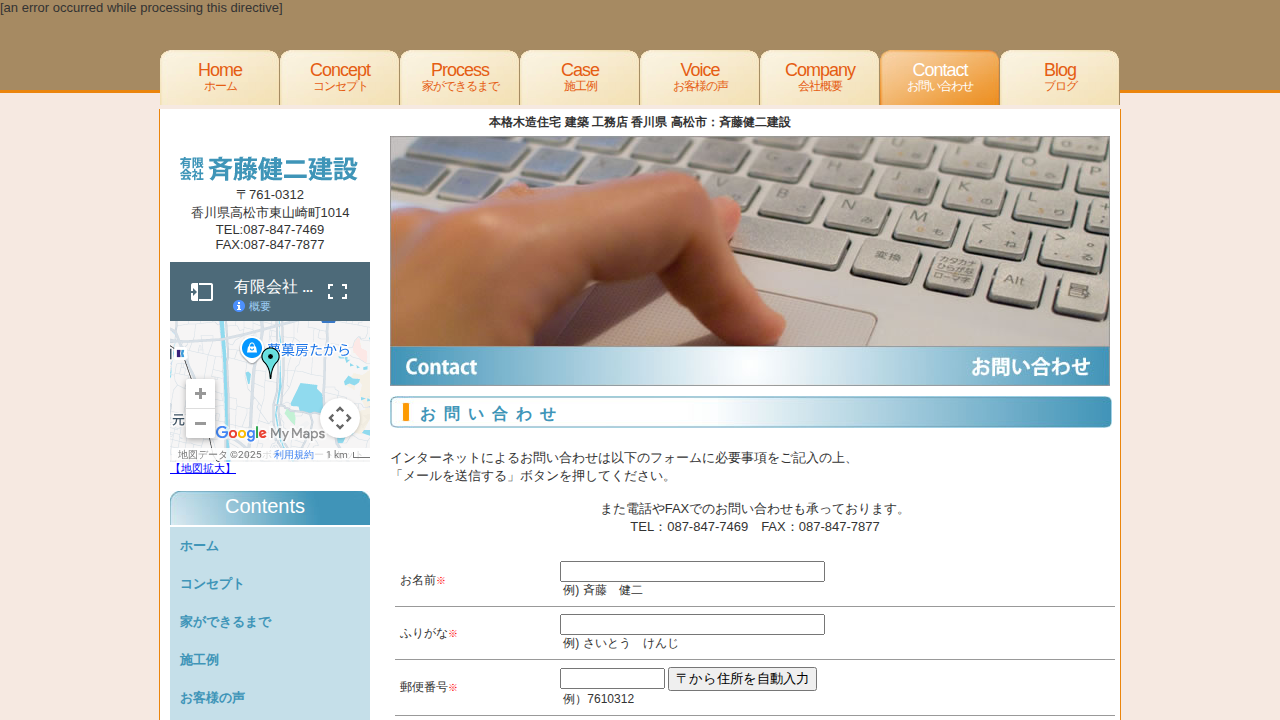 [an error occurred while processing this directive]
Home
ホーム
Concept
コンセプト
Process
家ができるまで
Case
施工例
Voice
お客様の声
Company
会社概要
Contact
お問い合わせ
Blog
ブログ
本格木造住宅 建築 工務店 香川県 高松市：斉藤健二建設
有限会社 斉藤健二建設
〒761-0312
香川県高松市東山崎町1014
TEL:087-847-7469
FAX:087-847-7877
有限会社 ...
概要
夢菓房たから
元
Google My Maps
地図データ ©2025
利用規約
1 km
【地図拡大】
Contents
ホーム
コンセプト
家ができるまで
施工例
お客様の声
Contact
お問い合わせ
お問い合わせ
インターネットによるお問い合わせは以下のフォームに必要事項をご記入の上、
「メールを送信する」ボタンを押してください。
また電話やFAXでのお問い合わせも承っております。
TEL：087-847-7469　FAX：087-847-7877
お名前※
例) 斉藤　健二
ふりがな※
例) さいとう　けんじ
郵便番号※
〒から住所を自動入力
例）7610312